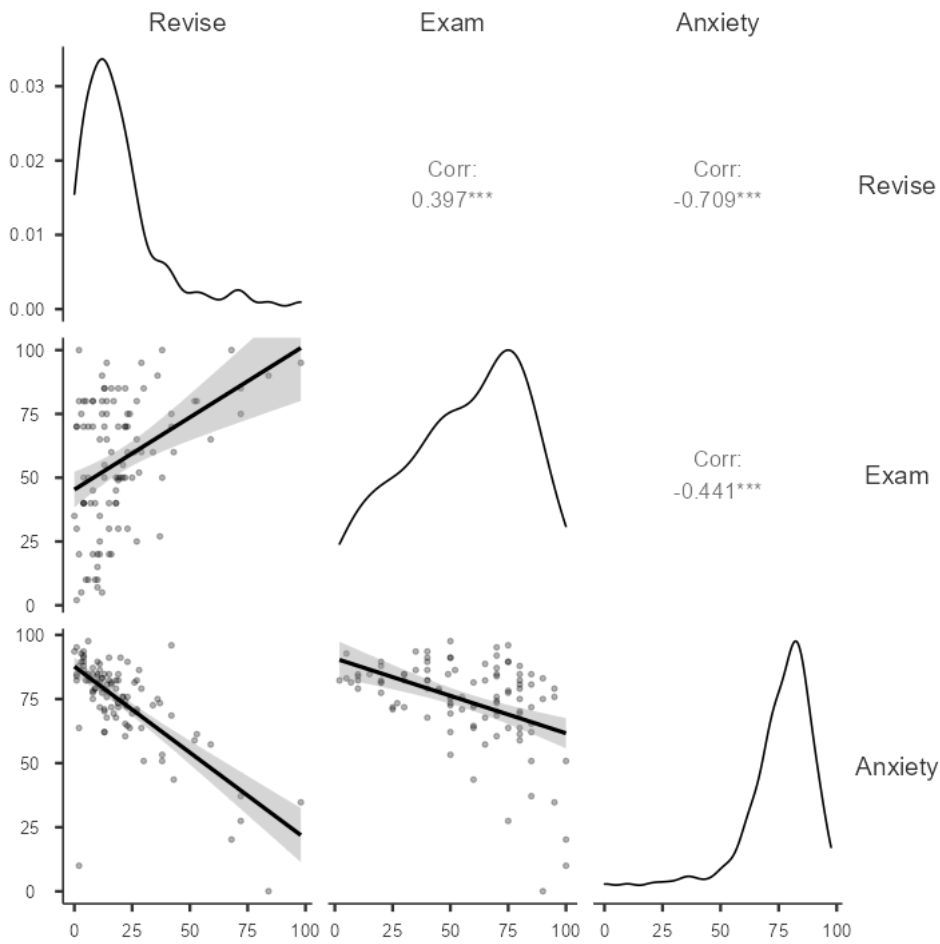 Revise Exam Anxiety
0.03
0.02
0.01
0.00
Corr:
0.397***
Corr:
-0.709***
Revise
100
75
50
25
0
Corr:
-0.441***
Exam
100
75
50
25
0
Anxiety
0 25 50 75 100 0 25 50 75 100 0 25 50 75 100